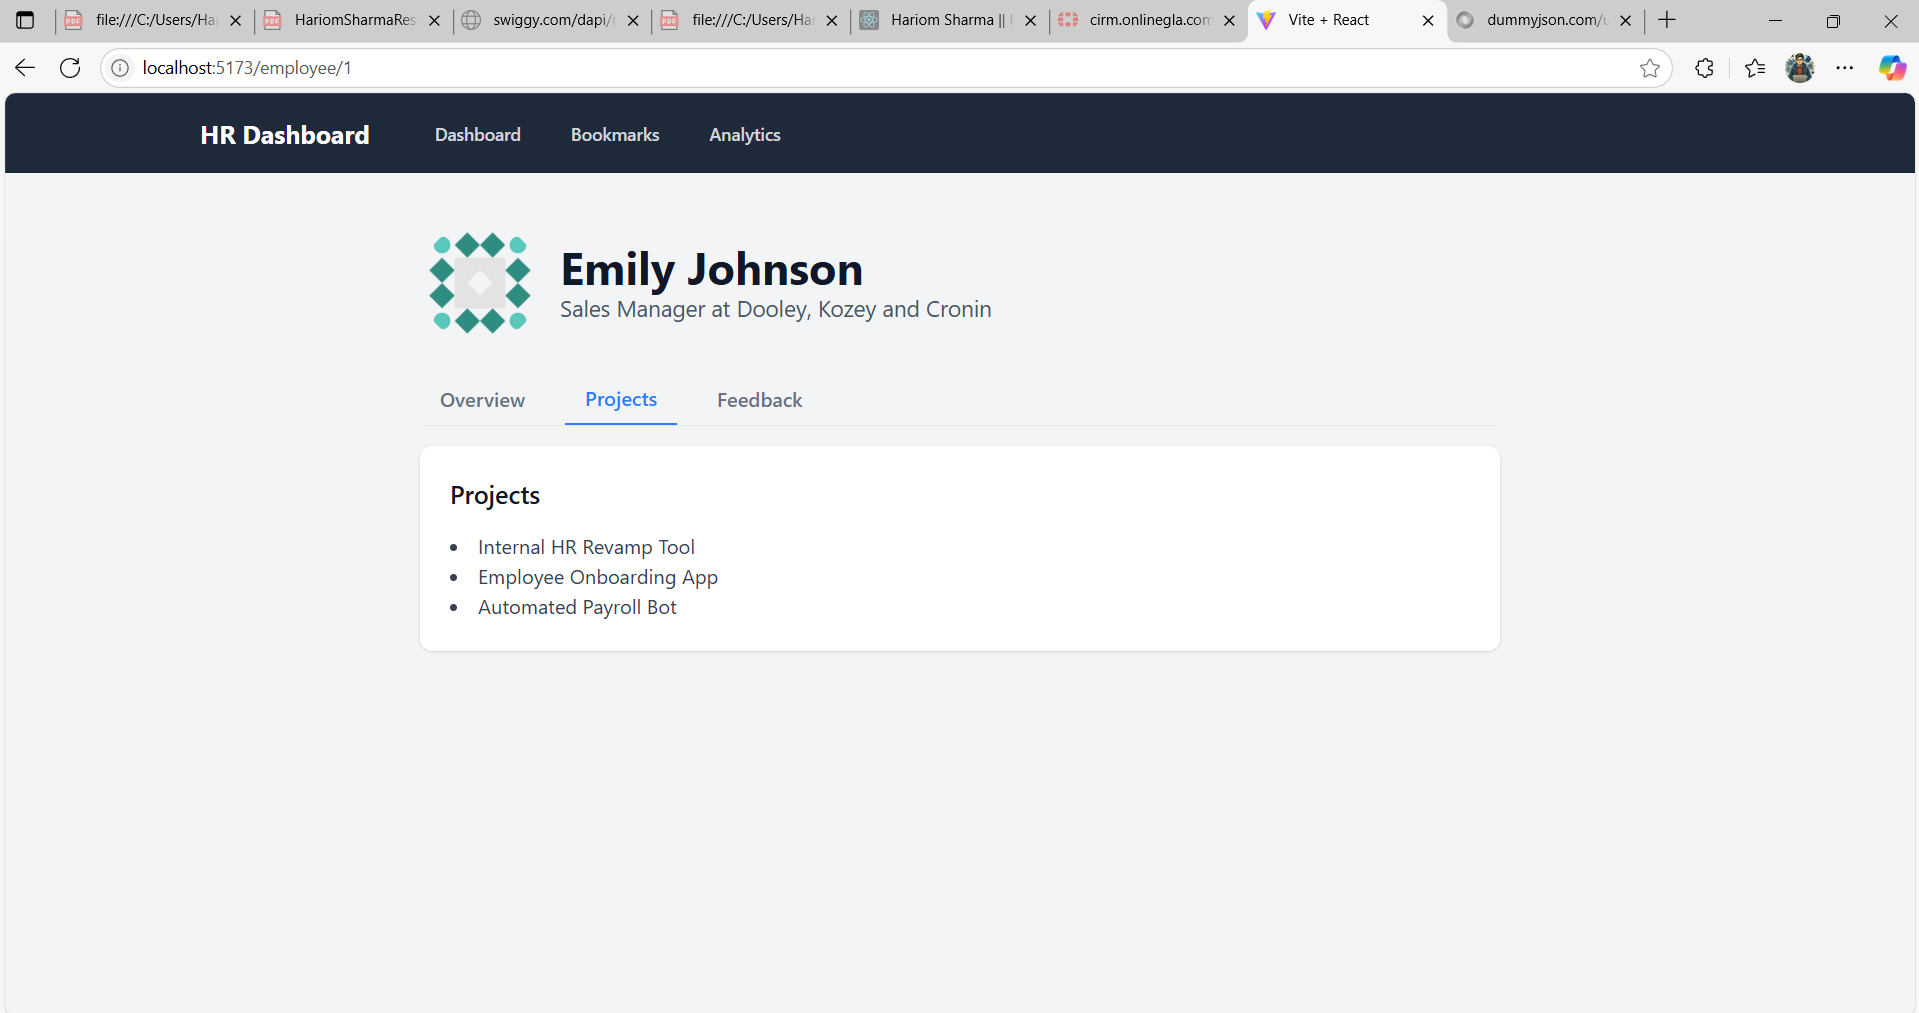 file:///C:/Users/Har
HariomSharmaRes
swiggy.com/dapi/r
file:///C:/Users/Har
Hariom Sharma ||
cirm.onlinegla.com
Vite + React
dummyjson.com/u
localhost:5173/employee/1
HR Dashboard Dashboard Bookmarks Analytics
Emily Johnson
Sales Manager at Dooley, Kozey and Cronin
Overview Projects Feedback
Projects
• Internal HR Revamp Tool
• Employee Onboarding App
• Automated Payroll Bot